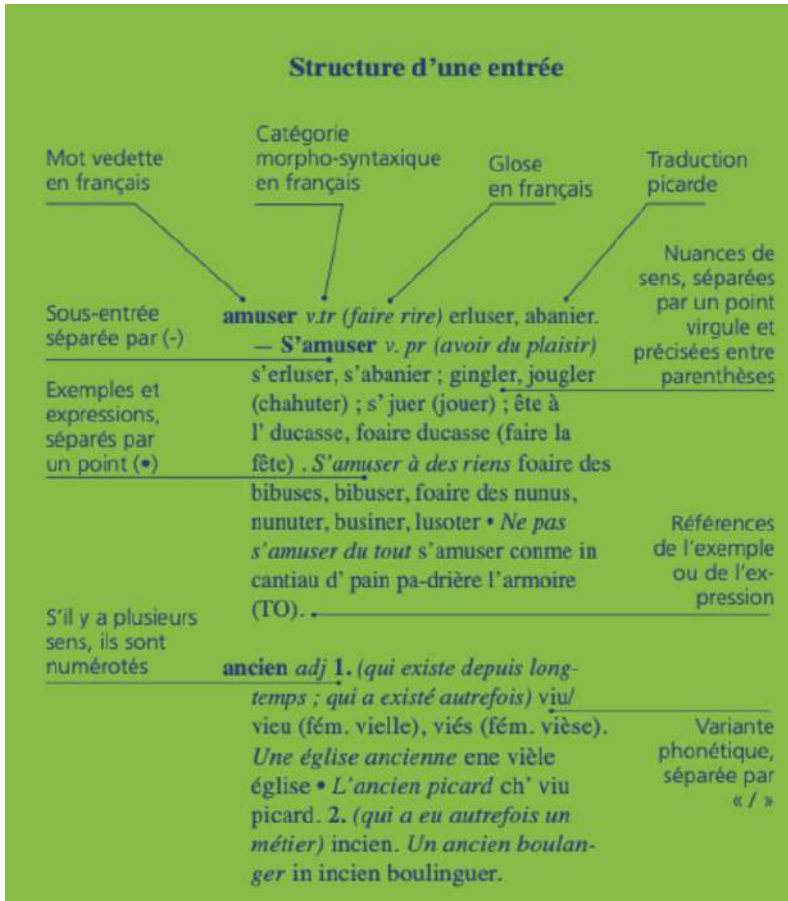 Structure d'une entrée
Mot vedette
en français
Catégorie
morpho-syntaxique
en français
Glose
en français
Traduction
picarde
Nuances de
sens, séparées
par un point
virgule et
précisées entre
parenthèses
Sous-entrée
séparée par (-)
Exemples et
expressions,
séparés par
un point (•)
amuser v.tr (faire rire) erluser, abanier.
— S'amuser v. pr (avoir du plaisir)
s'erluser, s'abanier ; gingler, jougler
(chahuter) ; s' juer (jouer) ; ête à
l' ducasse, foaire ducasse (faire la
fête) . S'amuser à des riens foaire des
bibuses, bibuser, foaire des nunus,
nunuter, businer, lusoter • Ne pas
s'amuser du tout s'amuser conme in
cantiau d' pain pa-drière l'armoire
(TO).
Références
de l'exemple
ou de l'ex-
pression
S'il y a plusieurs
sens, ils sont
numérotés
ancien adj 1. (qui existe depuis long-
temps ; qui a existé autrefois) viu/
vieu (fém. vielle), viés (fém. vièse).
Une église ancienne ene vièle
église • L'ancien picard ch' viu
picard. 2. (qui a eu autrefois un
métier) incien. Un ancien boulan-
ger in incien boulinguer.
Variante
phonétique,
séparée par
« / »